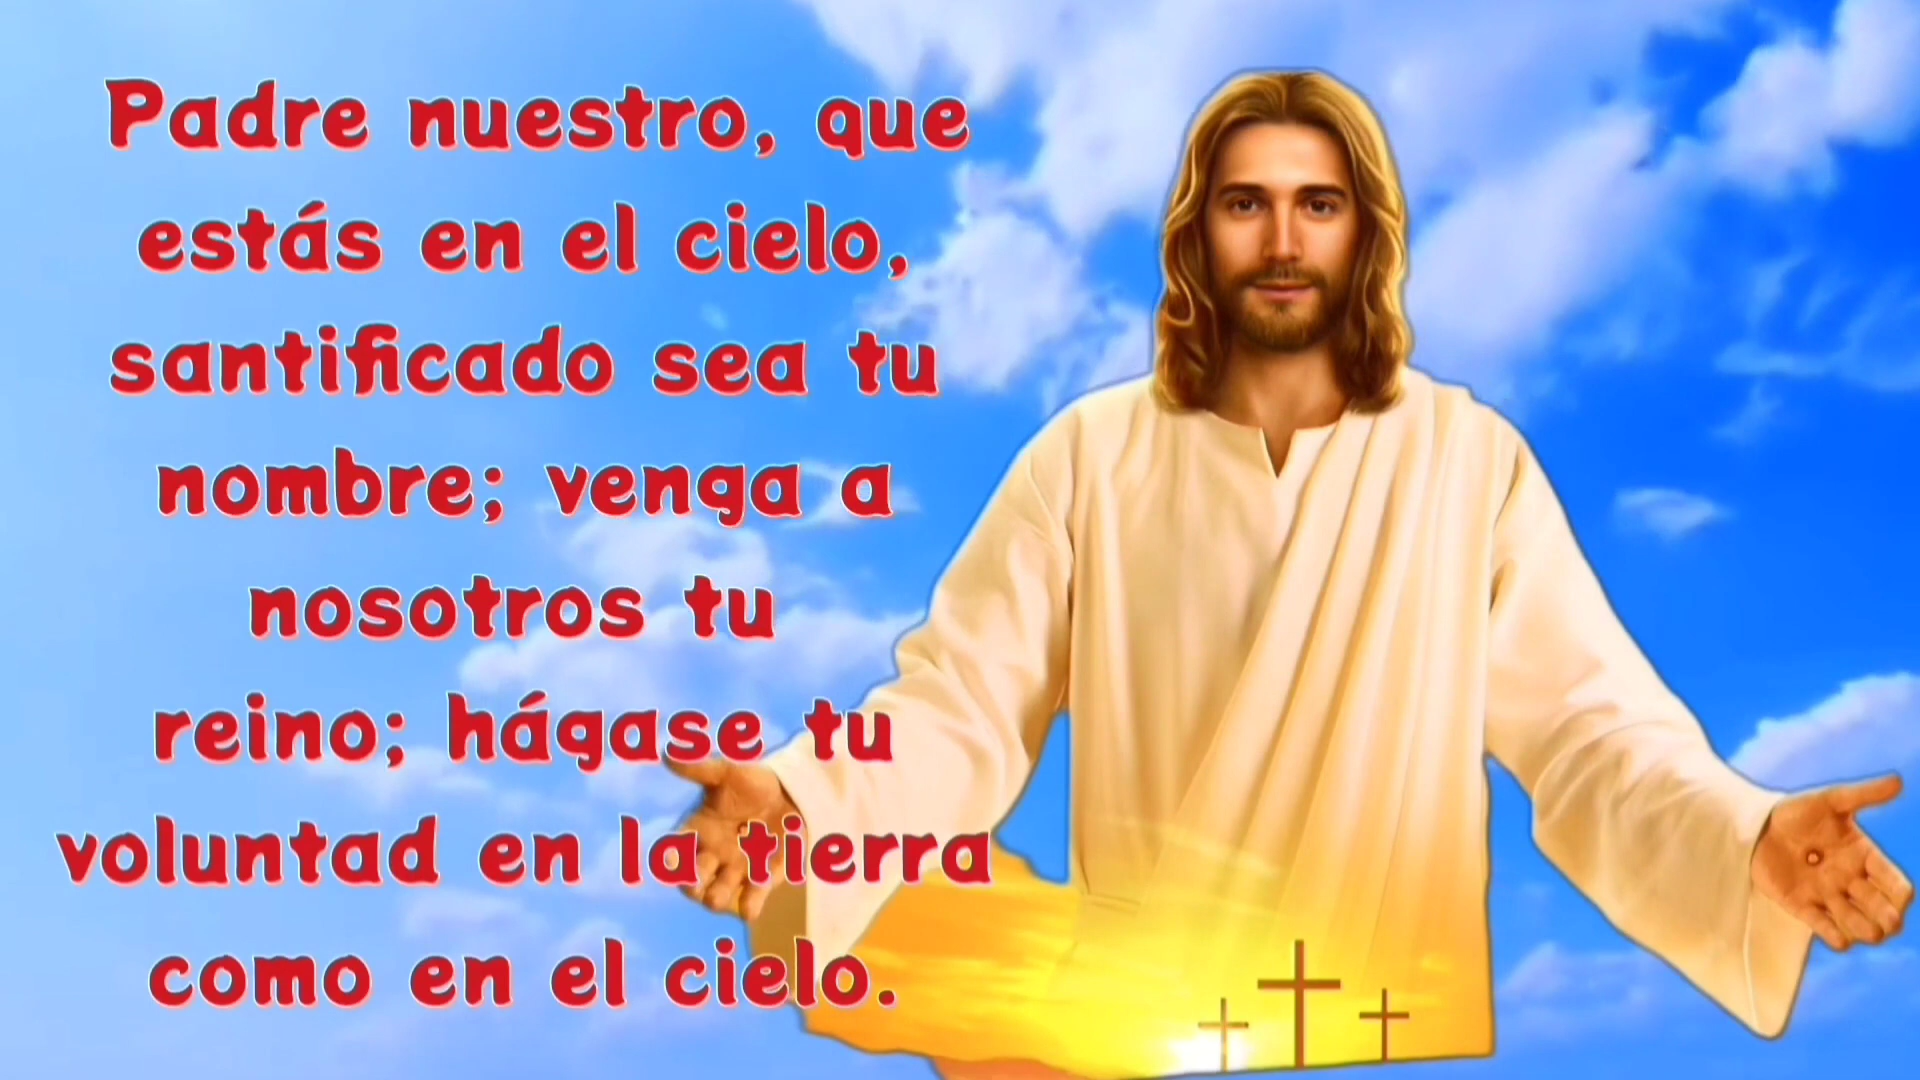 Padre nuestro, que
estás en el cielo,
santificado sea tu
nombre; venga a
nosotros tu
reino; hágase tu
voluntad en la tierra
como en el cielo.